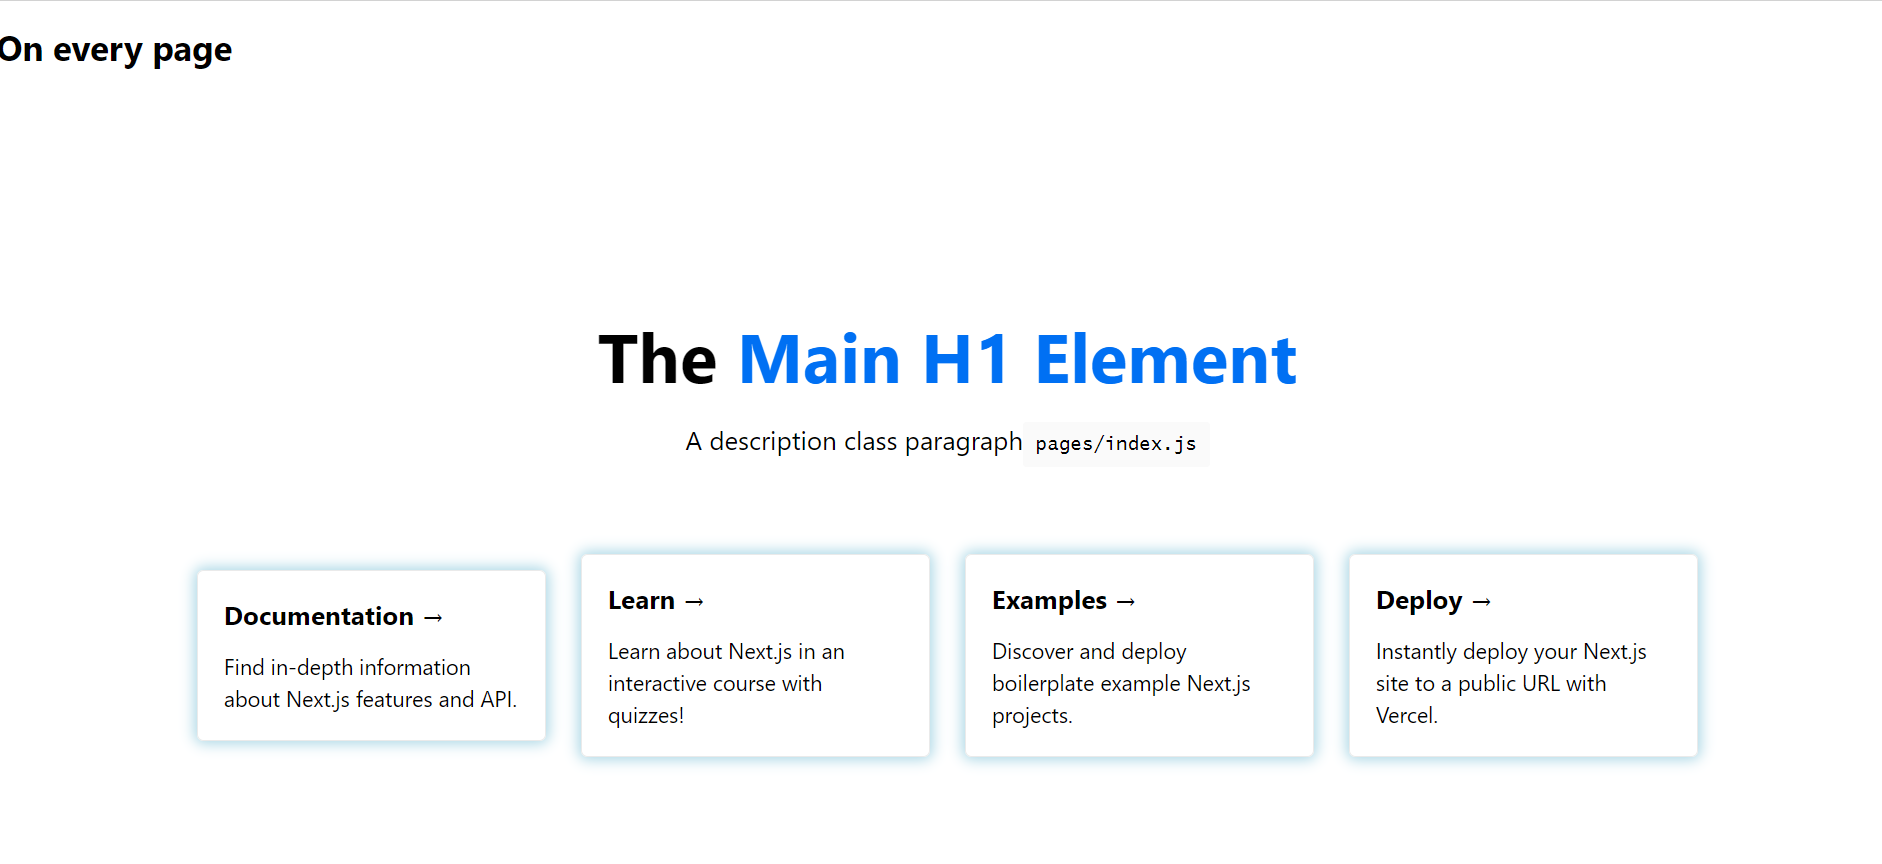 On every page
The Main H1 Element
A description class paragraph pages/index.js
Documentation →
Find in-depth information
about Next.js features and API.
Learn →
Learn about Next.js in an
interactive course with
quizzes!
Examples →
Discover and deploy
boilerplate example Next.js
projects.
Deploy →
Instantly deploy your Next.js
site to a public URL with
Vercel.